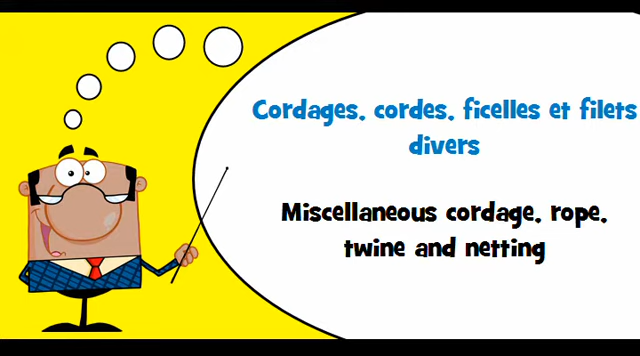 Cordages, cordes, ficelles et filets
divers
Miscellaneous cordage, rope,
twine and netting